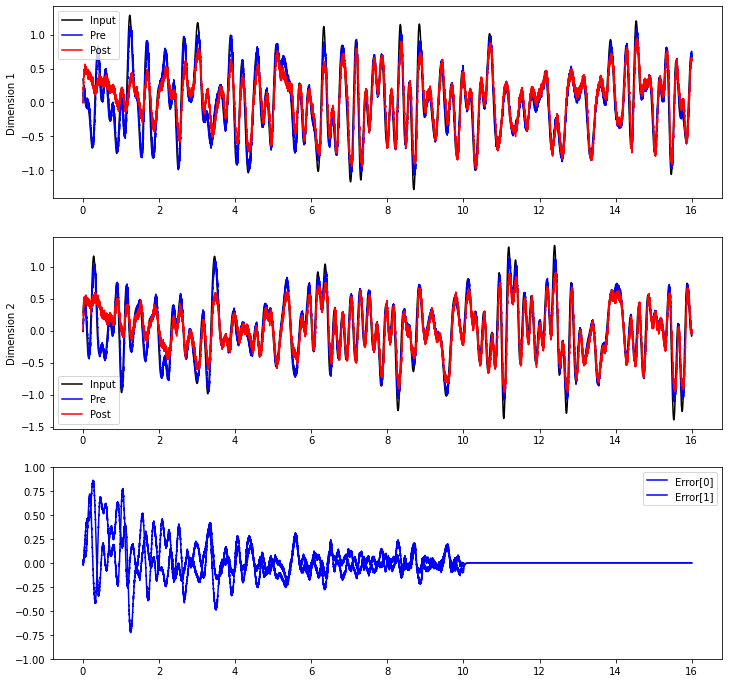 Dimension 1
1.0
0.5
0.0
−0.5
−1.0
Input
Pre
Post
0 2 4 6 8 10 12 14 16
Dimension 2
1.0
0.5
0.0
−0.5
−1.0
−1.5
Input
Pre
Post
0 2 4 6 8 10 12 14 16
1.00
0.75
0.50
0.25
0.00
−0.25
−0.50
−0.75
−1.00
Error[0]
Error[1]
0 2 4 6 8 10 12 14 16